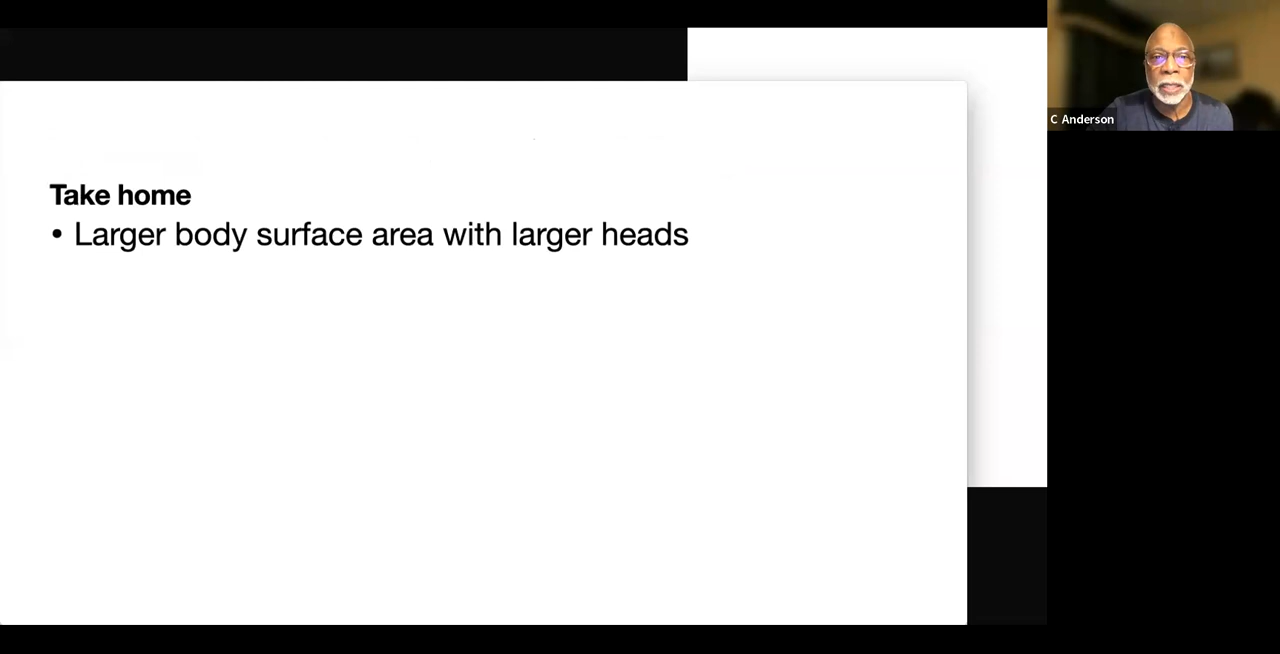 Take home
• Larger body surface area with larger heads
C Anderson